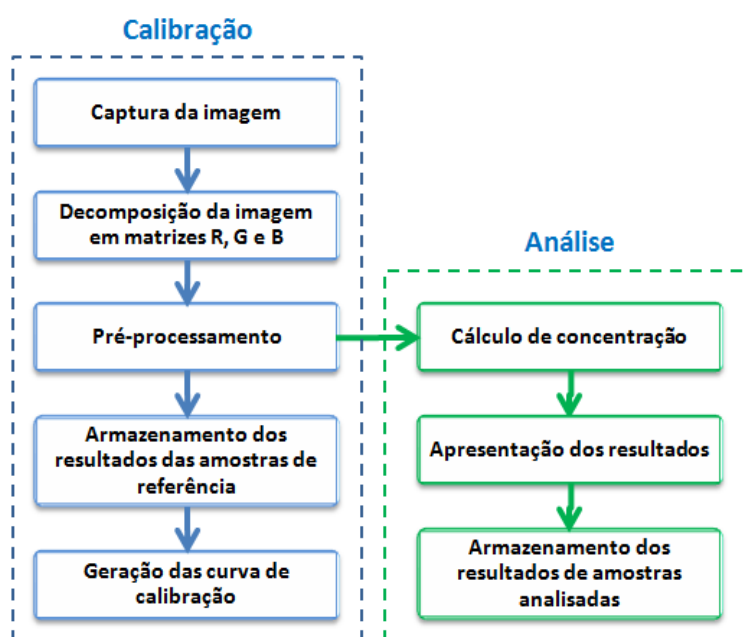 Calibração
Captura da imagem
Decomposição da imagem
em matrizes R, G e B
Pré-processamento
Armazenamento dos
resultados das amostras de
referência
Geração das curva de
calibração
Análise
Cálculo de concentração
Apresentação dos resultados
Armazenamento dos
resultados de amostras
analisadas